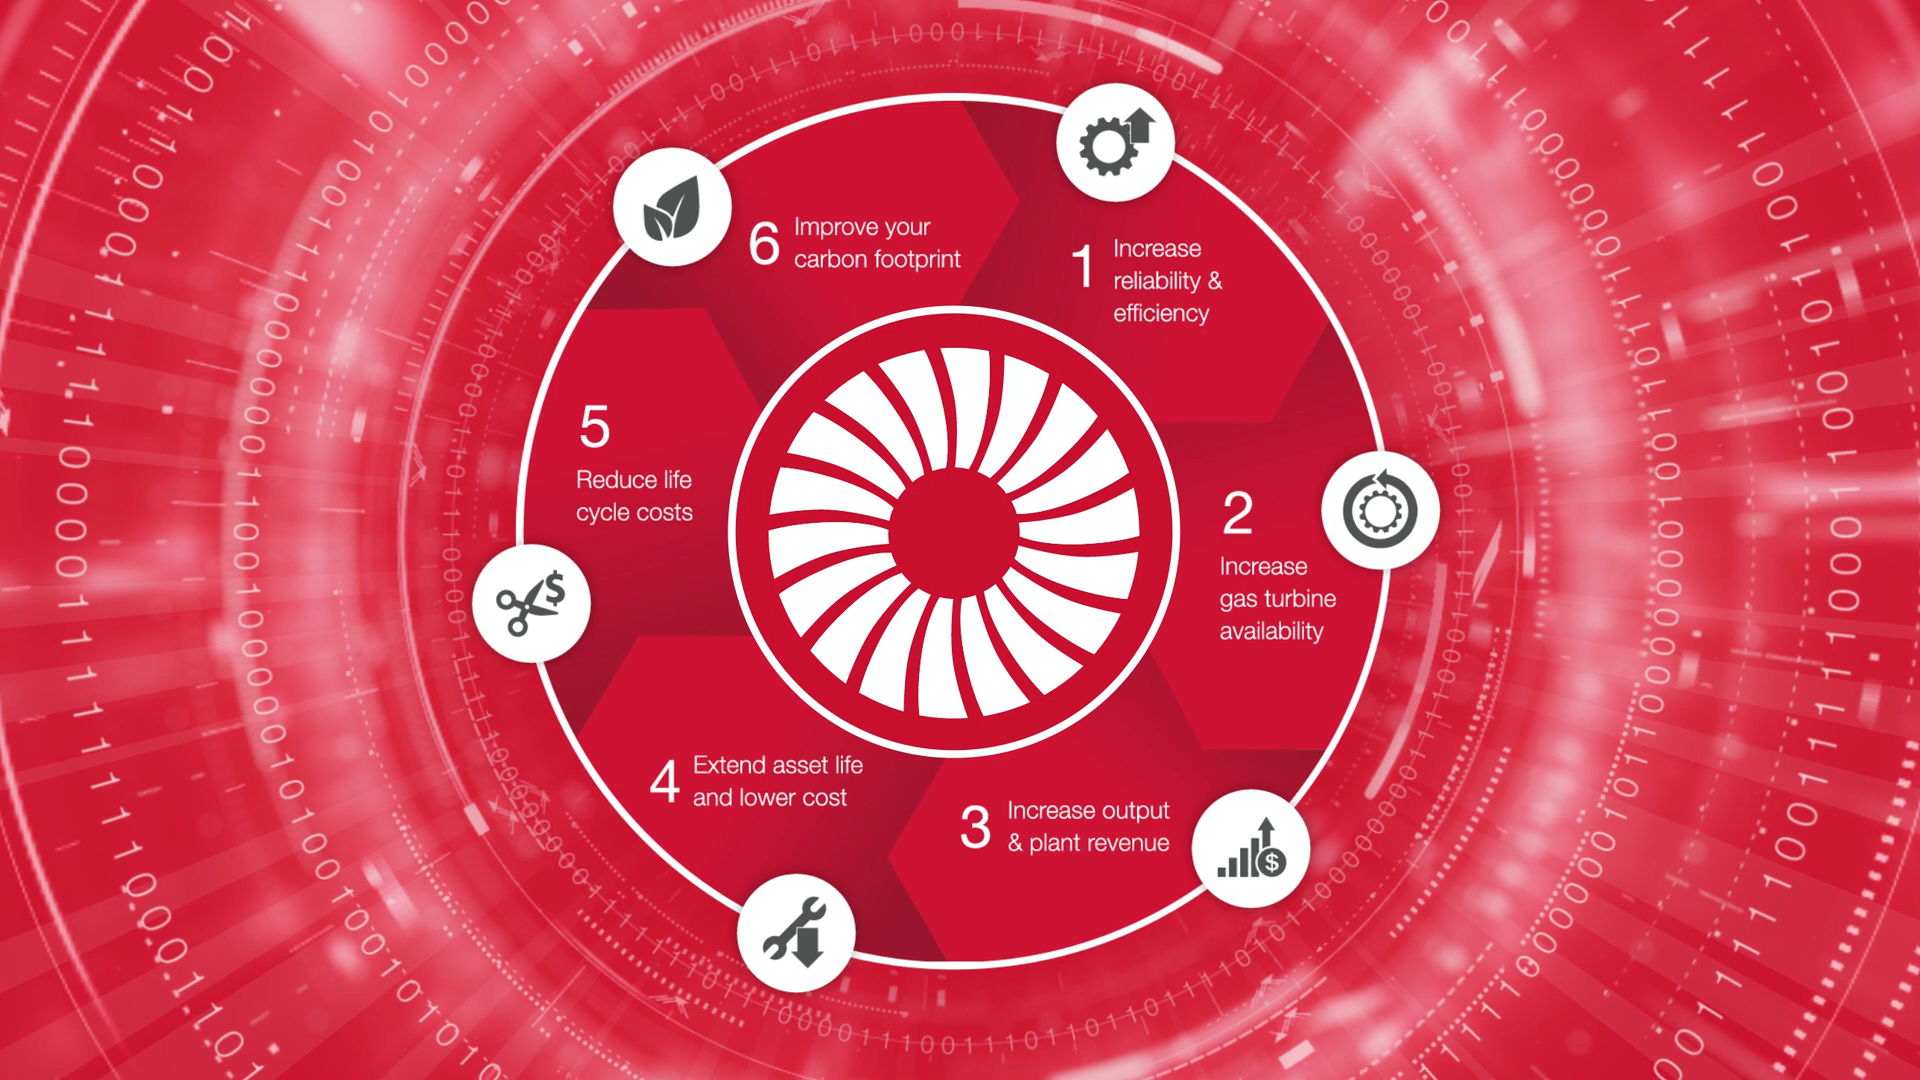 1
Increase
reliability &
efficiency
2
Increase
gas turbine
availability
3
Increase output
& plant revenue
$
4
Extend asset life
and lower cost
5
Reduce life
cycle costs
$
6
Improve your
carbon footprint